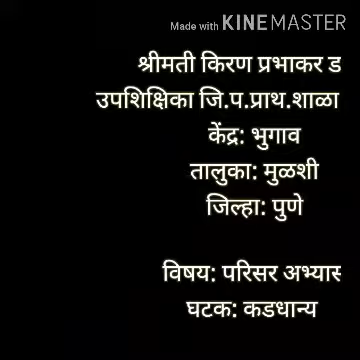 Made with KINEMASTER
श्रीमती किरण प्रभाकर ड
उपशिक्षिका जि.प.प्राथ.शाळा
केंद्र: भुगाव
तालुका: मुळशी
जिल्हा: पुणे
विषय: परिसर अभ्यास
घटक: कडधान्य